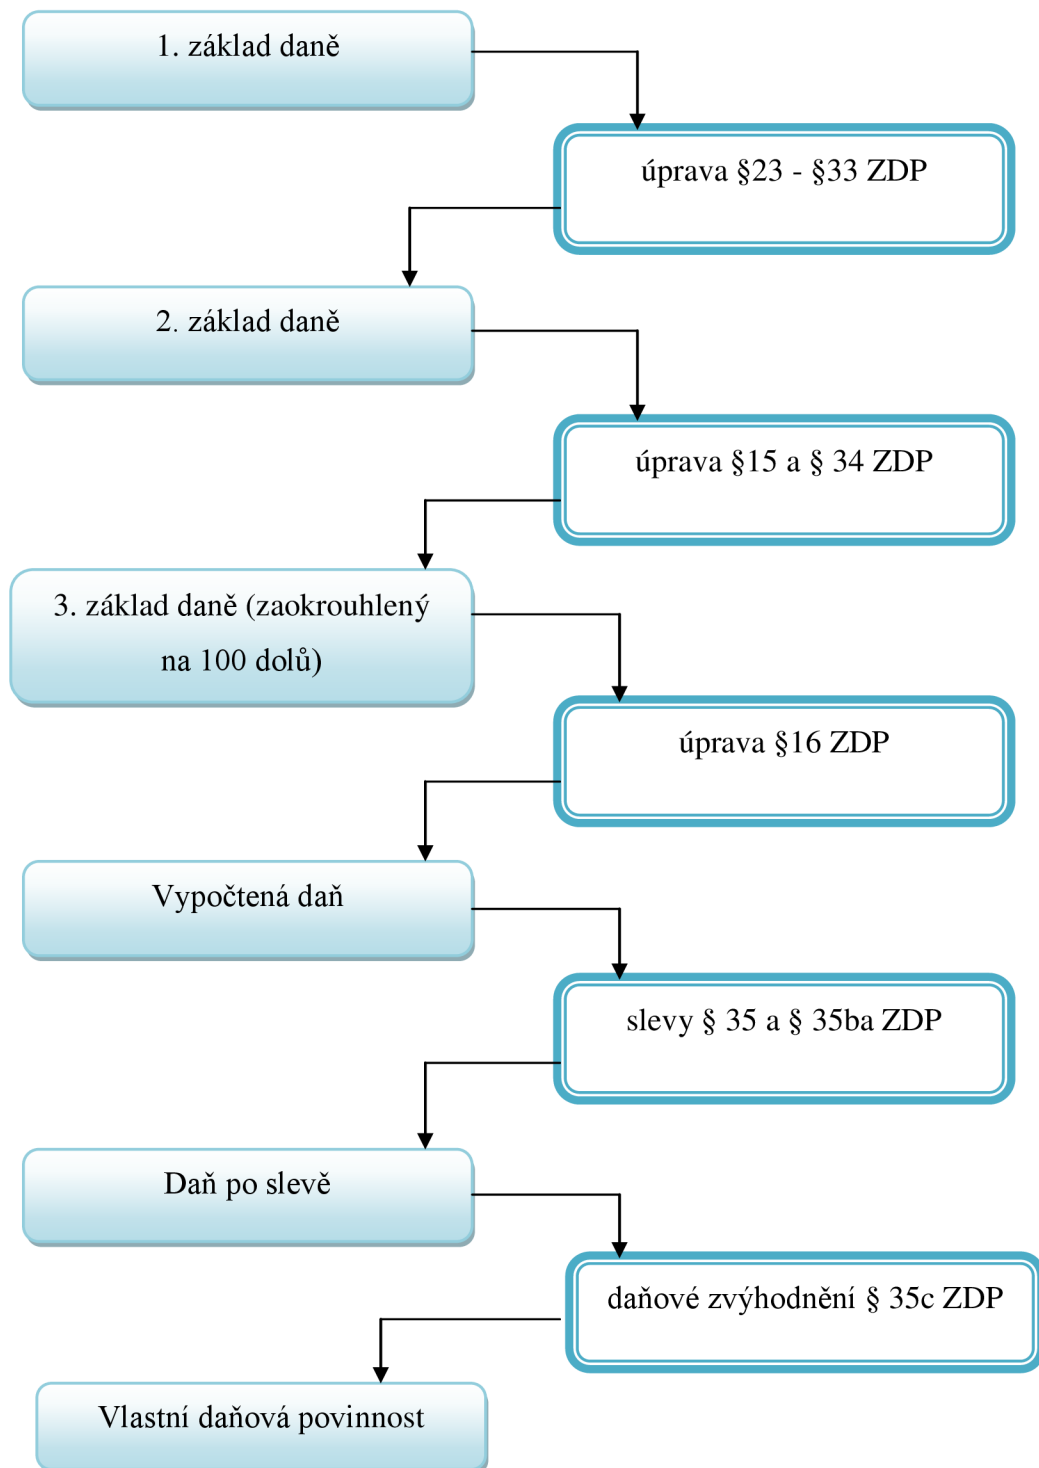 1. základ daně
úprava §23 - §33 ZDP
2. základ daně
úprava §15 a § 34 ZDP
3. základ daně (zaokrouhlený
na 100 dolů)
úprava §16 ZDP
Vypočtená daň
slevy § 35 a § 35ba ZDP
Daň po slevě
daňové zvýhodnění § 35c ZDP
Vlastní daňová povinnost